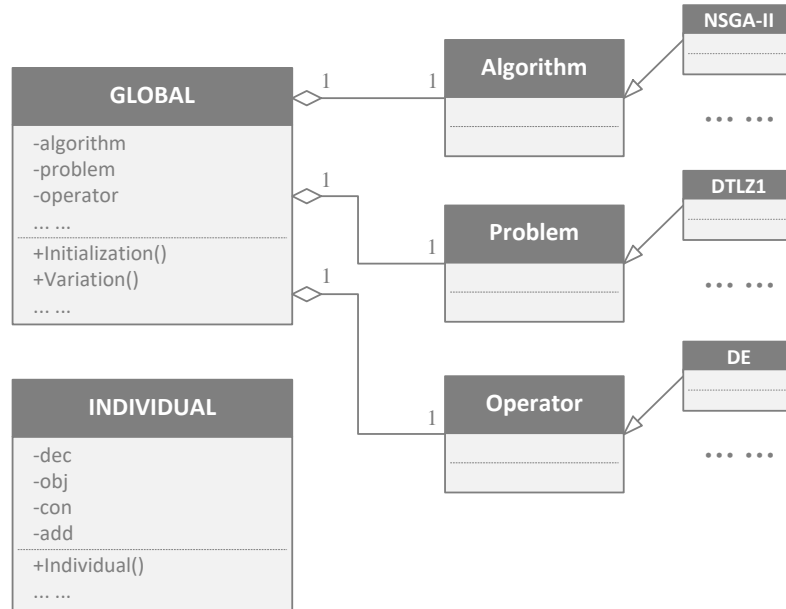 GLOBAL
-algorithm
-problem
-operator
... ...
+Initialization()
+Variation()
... ...
INDIVIDUAL
-dec
-obj
-con
-add
+Individual()
... ...
1
1
1
1
1
1
Algorithm
Problem
Operator
NSGA-II
... ...
DTLZ1
... ...
DE
... ...